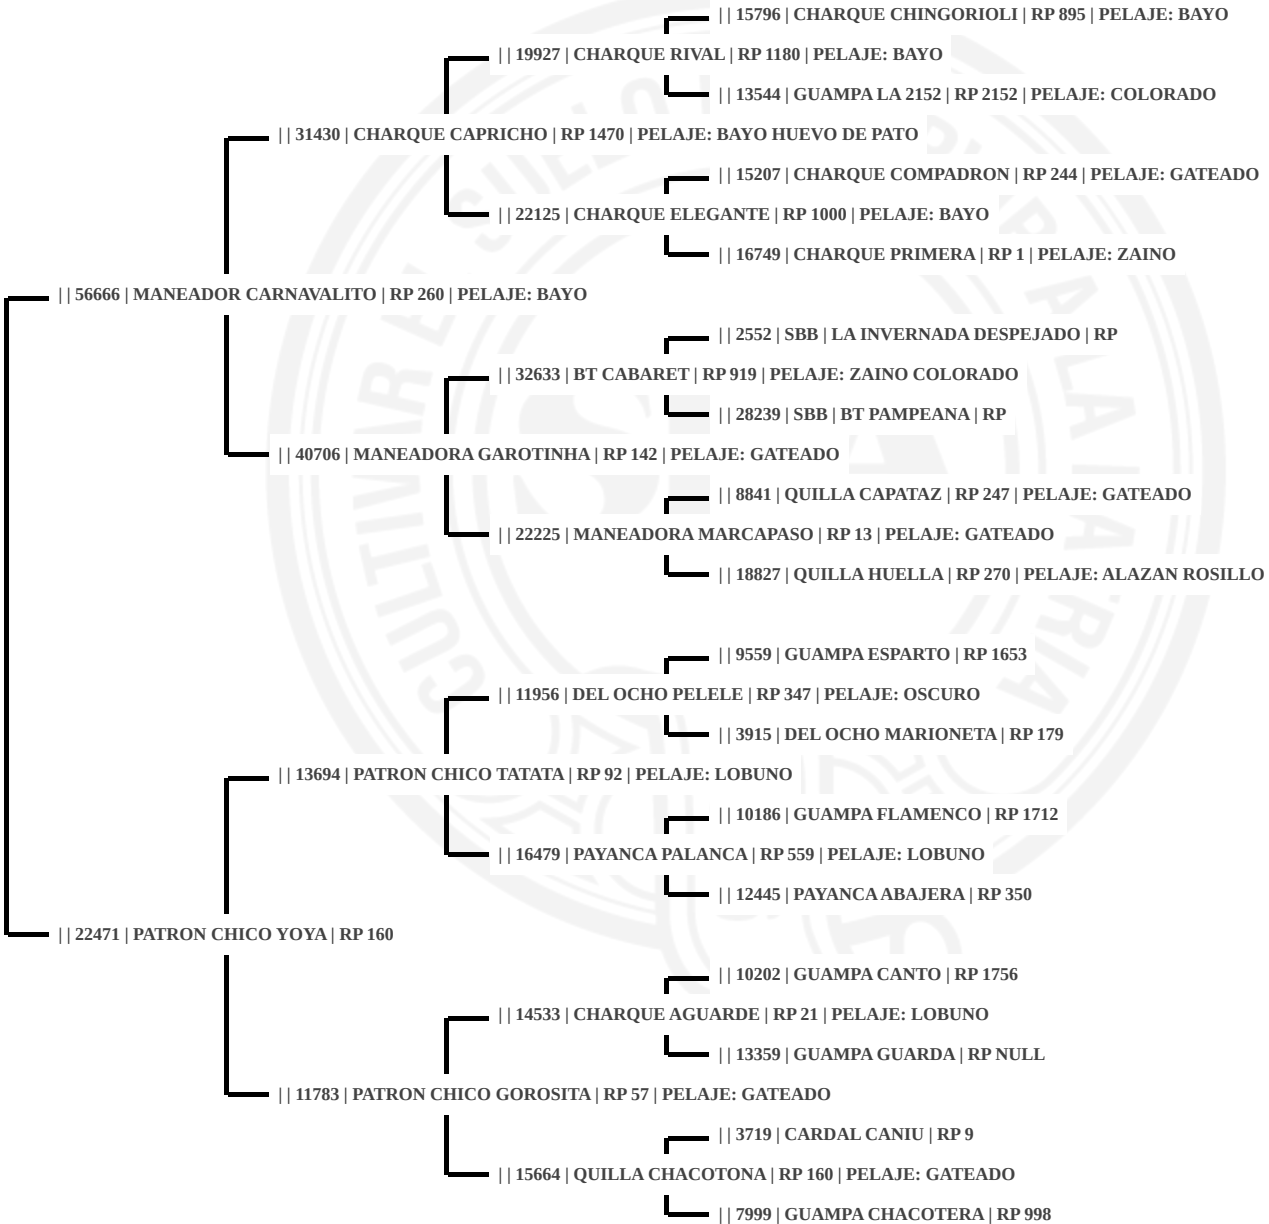 | | 15796 | CHARQUE CHINGORIOLI | RP 895 | PELAJE: BAYO
| | 19927 | CHARQUE RIVAL | RP 1180 | PELAJE: BAYO
| | 13544 | GUAMPA LA 2152 | RP 2152 | PELAJE: COLORADO
| | 31430 | CHARQUE CAPRICHO | RP 1470 | PELAJE: BAYO HUEVO DE PATO
| | 15207 | CHARQUE COMPADRON | RP 244 | PELAJE: GATEADO
| | 22125 | CHARQUE ELEGANTE | RP 1000 | PELAJE: BAYO
| | 16749 | CHARQUE PRIMERA | RP 1 | PELAJE: ZAINO
| | 56666 | MANEADOR CARNAVALITO | RP 260 | PELAJE: BAYO
| | 2552 | SBB | LA INVERNADA DESPEJADO | RP
| | 32633 | BT CABARET | RP 919 | PELAJE: ZAINO COLORADO
| | 28239 | SBB | BT PAMPEANA | RP
| | 40706 | MANEADORA GAROTINHA | RP 142 | PELAJE: GATEADO
| | 8841 | QUILLA CAPATAZ | RP 247 | PELAJE: GATEADO
| | 22225 | MANEADORA MARCAPASO | RP 13 | PELAJE: GATEADO
| | 18827 | QUILLA HUELLA | RP 270 | PELAJE: ALAZAN ROSILLO
| | 9559 | GUAMPA ESPARTO | RP 1653
| | 11956 | DEL OCHO PELELE | RP 347 | PELAJE: OSCURO
| | 3915 | DEL OCHO MARIONETA | RP 179
| | 13694 | PATRON CHICO TATATA | RP 92 | PELAJE: LOBUNO
| | 10186 | GUAMPA FLAMENCO | RP 1712
| | 16479 | PAYANCA PALANCA | RP 559 | PELAJE: LOBUNO
| | 12445 | PAYANCA ABAJERA | RP 350
| | 22471 | PATRON CHICO YOYA | RP 160
| | 10202 | GUAMPA CANTO | RP 1756
| | 14533 | CHARQUE AGUARDE | RP 21 | PELAJE: LOBUNO
| | 13359 | GUAMPA GUARDA | RP NULL
| | 11783 | PATRON CHICO GOROSITA | RP 57 | PELAJE: GATEADO
| | 3719 | CARDAL CANIU | RP 9
| | 15664 | QUILLA CHACOTONA | RP 160 | PELAJE: GATEADO
| | 7999 | GUAMPA CHACOTERA | RP 998